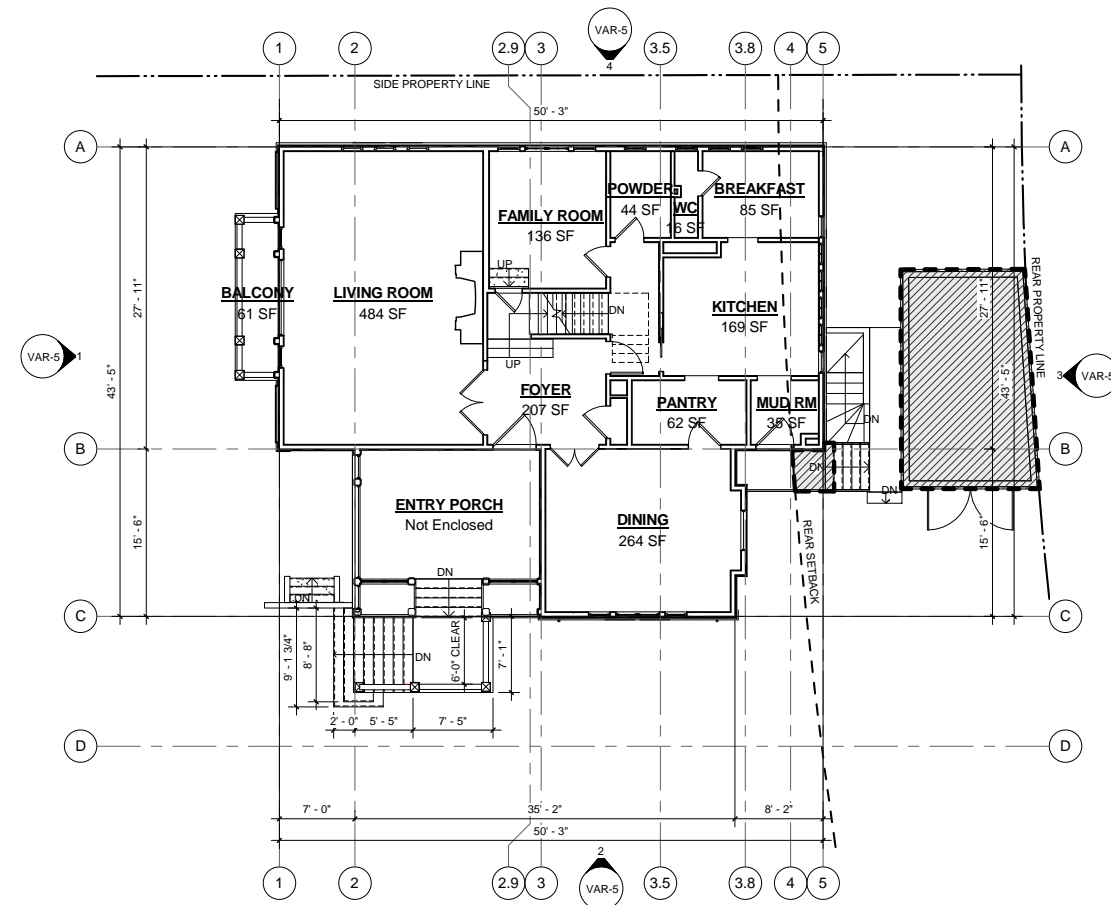 VAR-5
4
1
2
2.9
3
3.5
3.8
4
5
SIDE PROPERTY LINE
50' - 3"
A
A
POWDER
44 SF
WC
16 SF
BREAKFAST
85 SF
FAMILY ROOM
136 SF
UP
BALCONY
61 SF
LIVING ROOM
484 SF
DN
KITCHEN
169 SF
27' - 11"
43' - 5"
27' - 11"
43' - 5"
REAR PROPERTY LINE
VAR-5
1
3
VAR-5
UP
FOYER
207 SF
PANTRY
62 SF
MUD RM
35 SF
DN
B
B
DN
DN
ENTRY PORCH
Not Enclosed
DINING
264 SF
15' - 6"
15' - 6"
REAR SETBACK
DN
DN
C
C
9' - 1 3/4"
8' - 8"
DN
6'-0" CLEAR
7' - 1"
2' - 0"
5' - 5"
7' - 5"
D
D
7' - 0"
35' - 2"
8' - 2"
50' - 3"
2
VAR-5
1
2
2.9
3
3.5
3.8
4
5